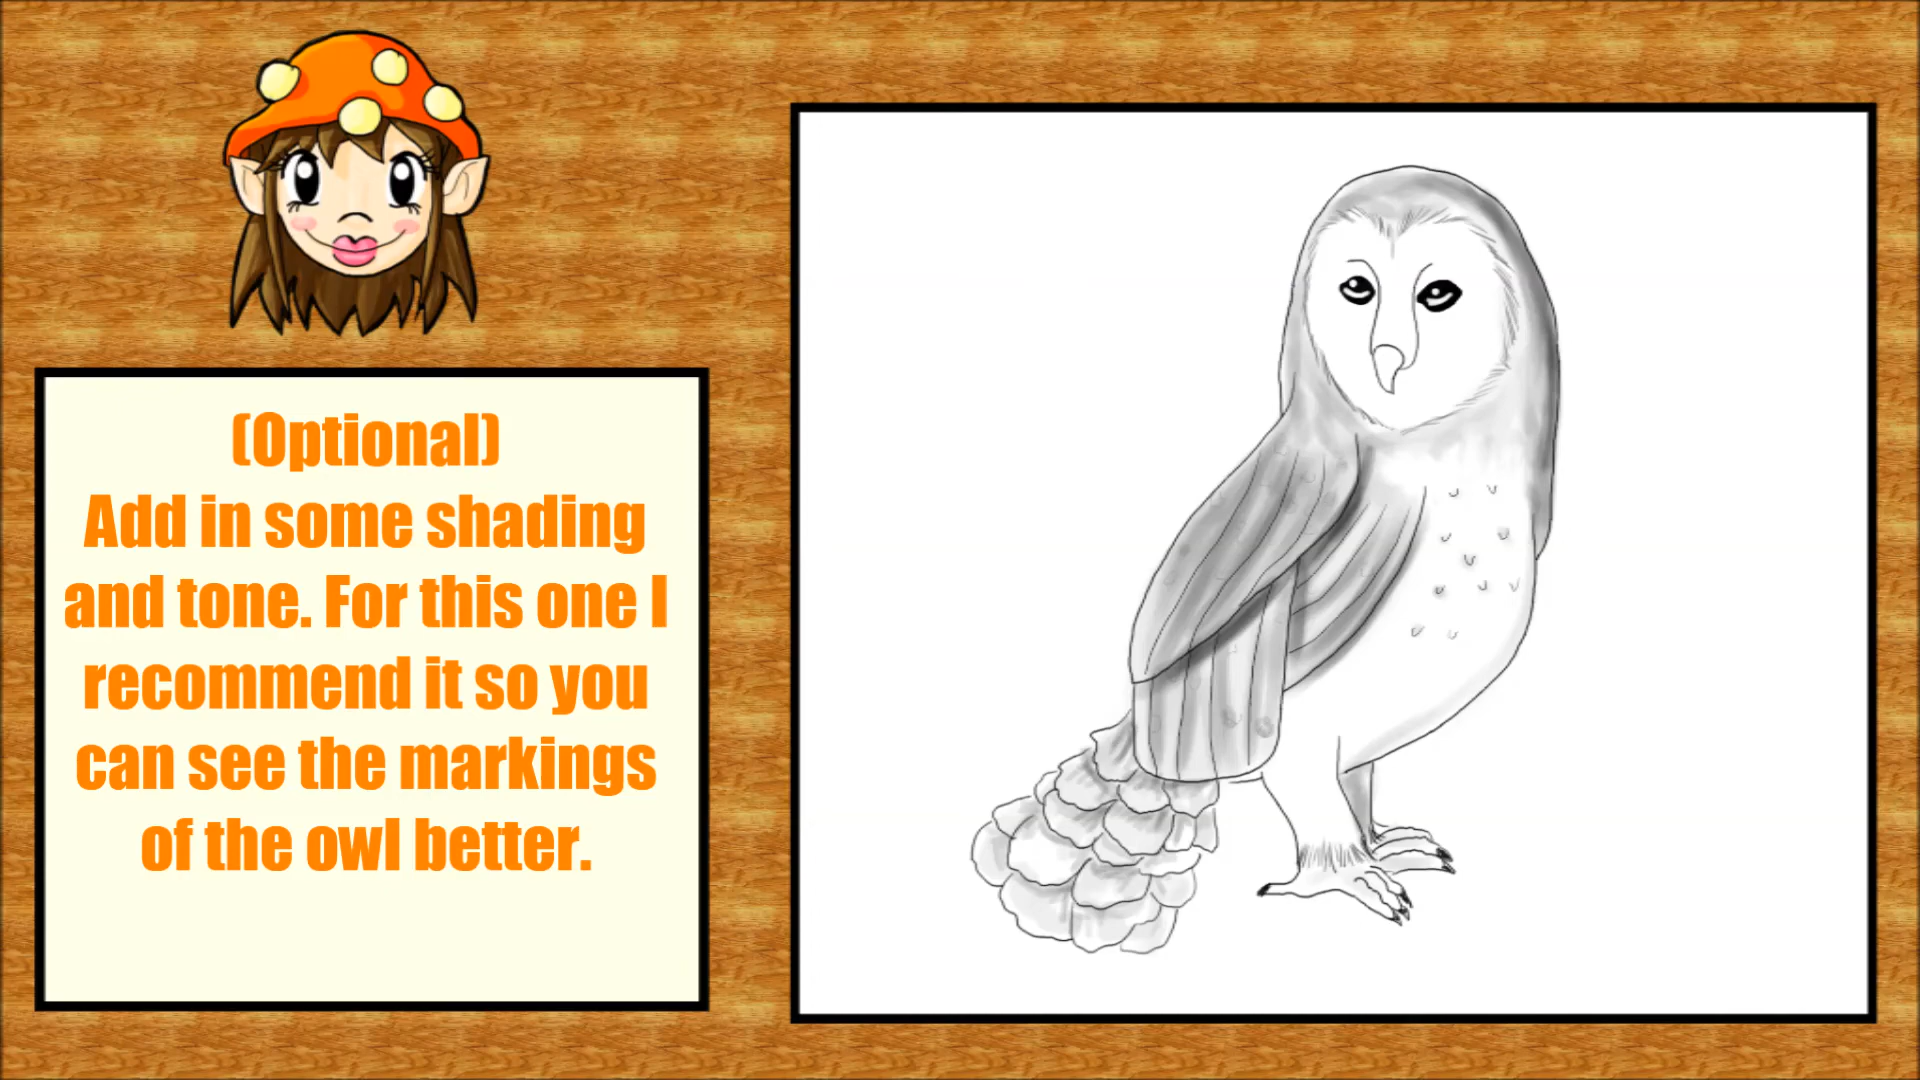 (Optional)
Add in some shading
and tone. For this one I
recommend it so you
can see the markings
of the owl better.